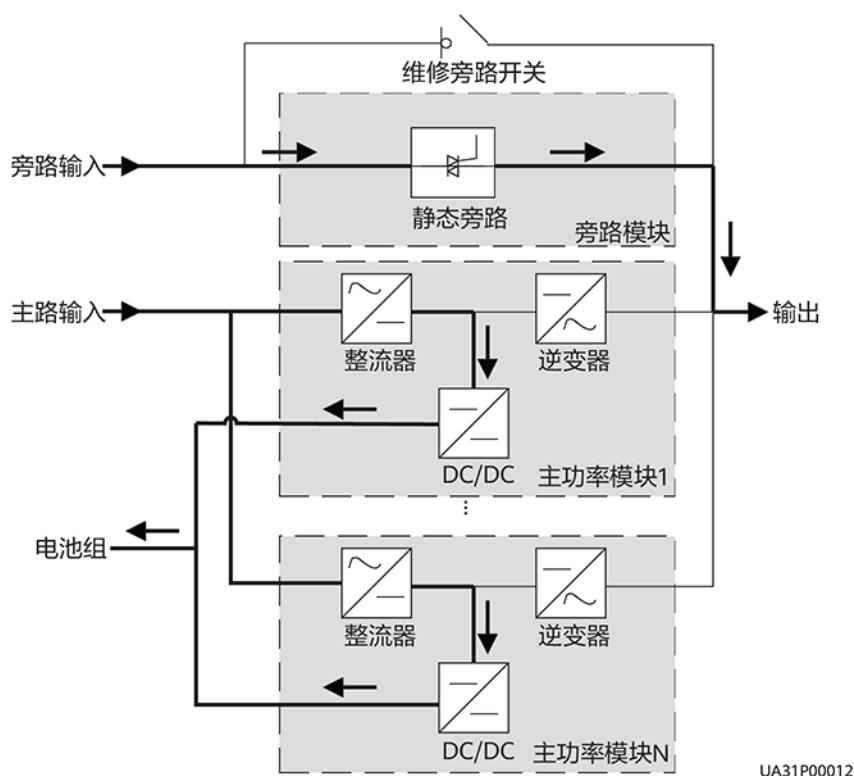 维修旁路开关
旁路输入
静态旁路
旁路模块
主路输入
输出
整流器
逆变器
DC/DC
主功率模块1
电池组
整流器
逆变器
DC/DC
主功率模块N
UA31P00012